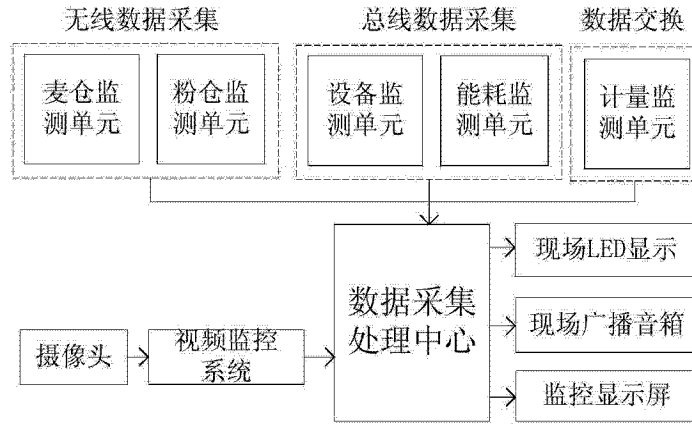 无线数据采集
总线数据采集
数据交换
麦仓监
测单元
粉仓监
测单元
设备监
测单元
能耗监
测单元
计量监
测单元
现场LED显示
数据采集
处理中心
现场广播音箱
摄像头
视频监控
系统
监控显示屏